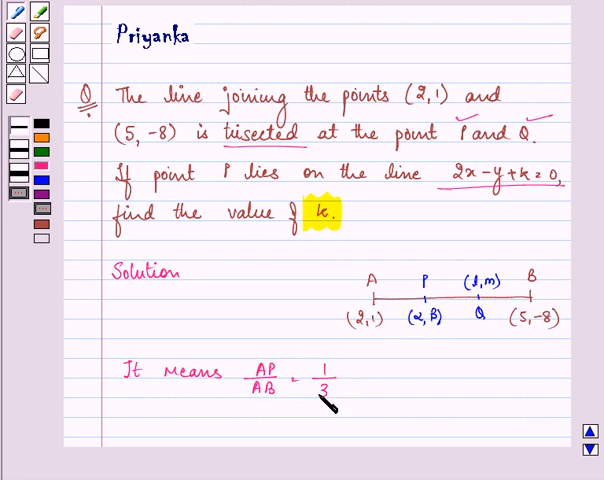 Priyanka
Q The line joining the points (2,1) and
(5,-8) is trisected at the point P and Q.
If point P lies on the line 2x-y+k=0,
find the value of k.
Solution
A P (l,m) B
(2,1) (α,β) Q (5,-8)
It means AP/AB = 1/3